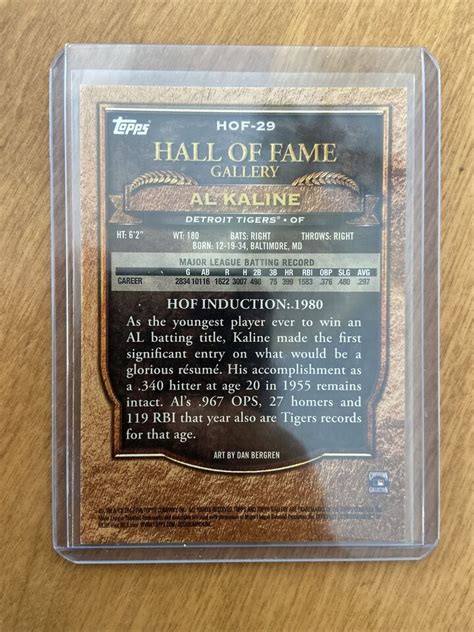 Topps
HOF-29
HALL OF FAME
GALLERY
AL KALINE
DETROIT TIGERS • OF
HT: 6'2" WT: 180 BATS: RIGHT THROWS: RIGHT
BORN: 12-19-34, BALTIMORE, MD
MAJOR LEAGUE BATTING RECORD
G AB R H 2B 3B HR RBI OBP SLG AVG
CAREER 2834 10116 1622 3007 498 75 399 1583 .376 .480 .297
HOF INDUCTION: 1980
As the youngest player ever to win an
AL batting title, Kaline made the first
significant entry on what would be a
glorious résumé. His accomplishment as
a .340 hitter at age 20 in 1955 remains
intact. Al's .967 OPS, 27 homers and
119 RBI that year also are Tigers records
for that age.
ART BY DAN BERGREN